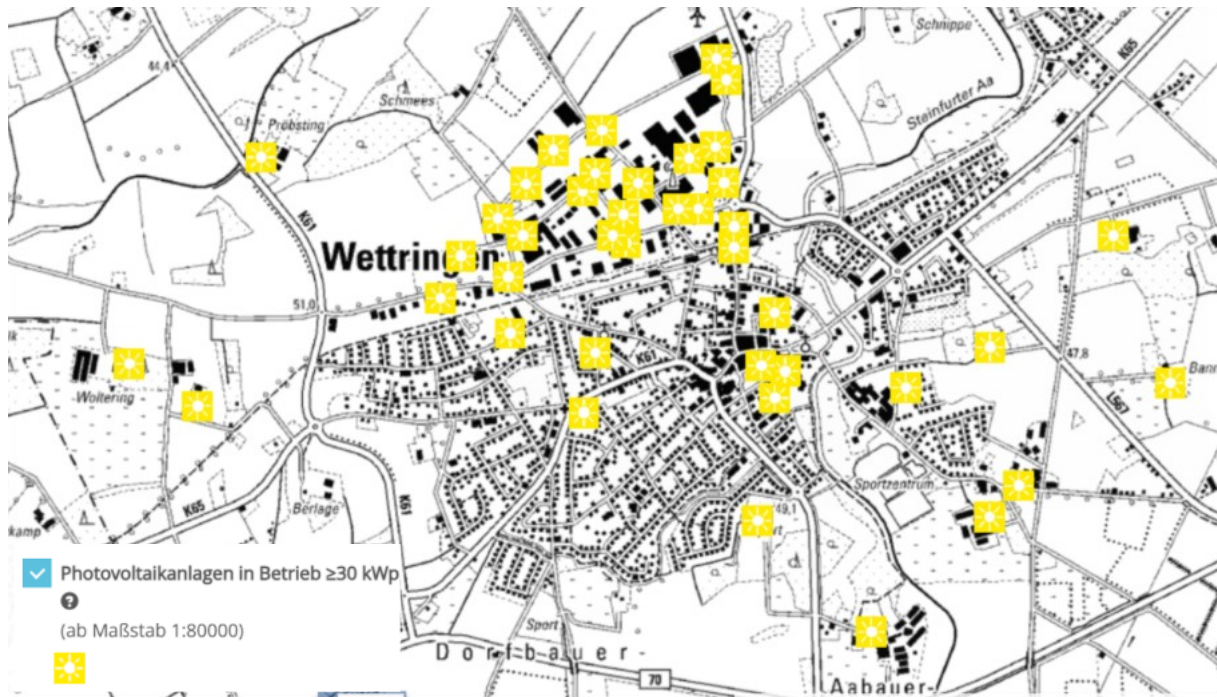 Schnippe
K65
44,4
Schmees
Steinfurter Aa
Pröbsting
K61
Wettringen
51,0
K61
47,8
Woltering
Bann
L567
Sportzentrum
K65
Berlage
K61
49,1
kamp
Photovoltaikanlagen in Betrieb ≥30 kWp
?
(ab Maßstab 1:80000)
Sport
Dorfbauer-
70
Aabauer-